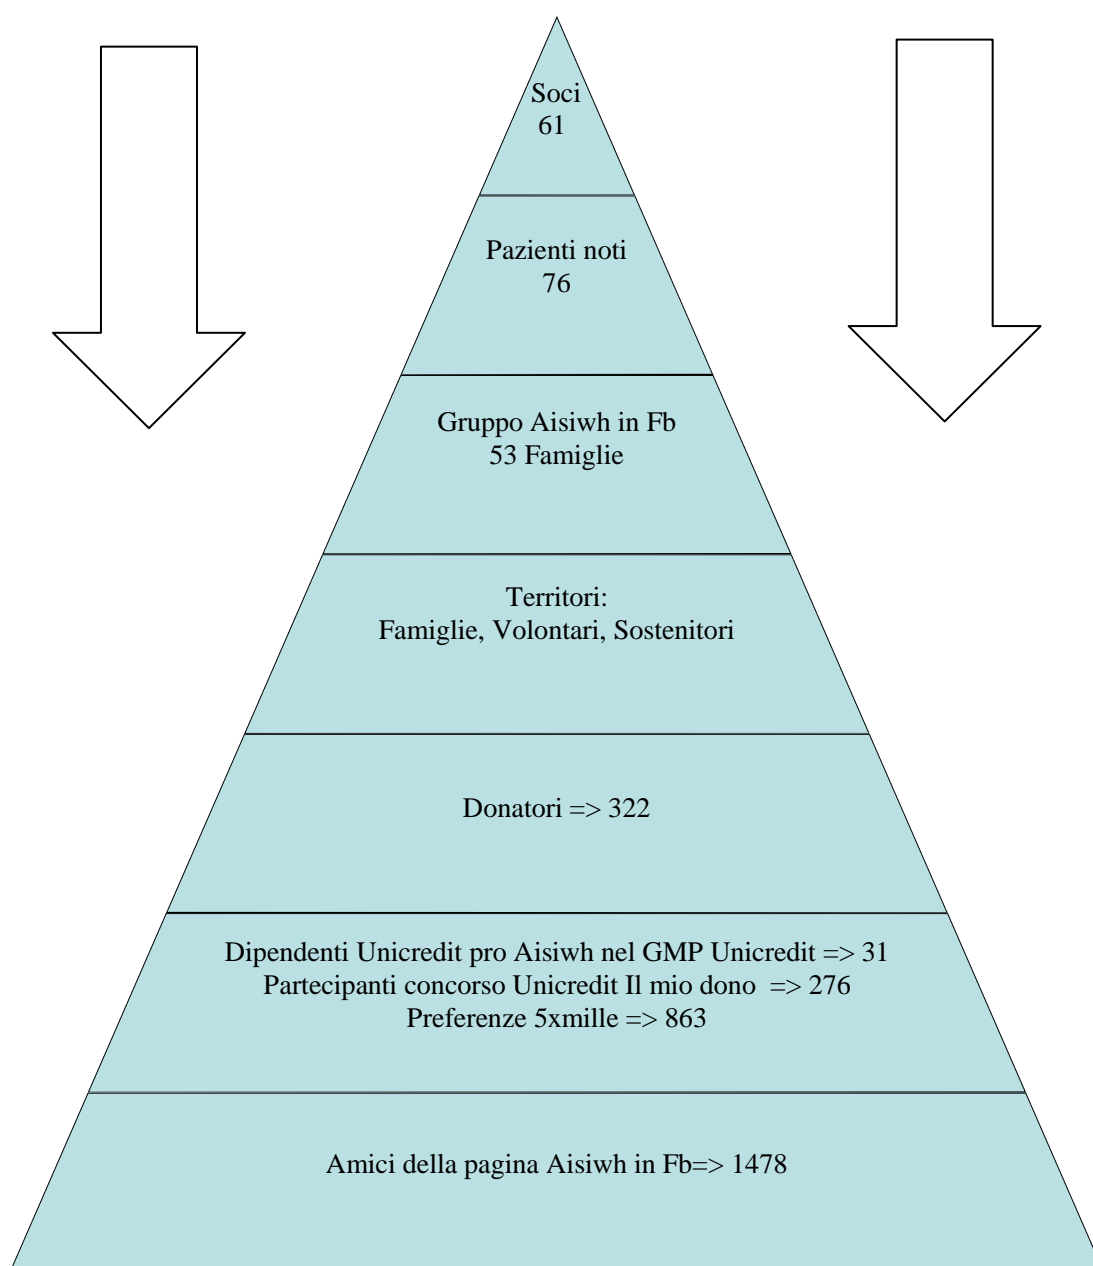 Soci
61
Pazienti noti
76
Gruppo Aisiwh in Fb
53 Famiglie
Territori:
Famiglie, Volontari, Sostenitori
Donatori => 322
Dipendenti Unicredit pro Aisiwh nel GMP Unicredit => 31
Partecipanti concorso Unicredit Il mio dono => 276
Preferenze 5xmille => 863
Amici della pagina Aisiwh in Fb=> 1478